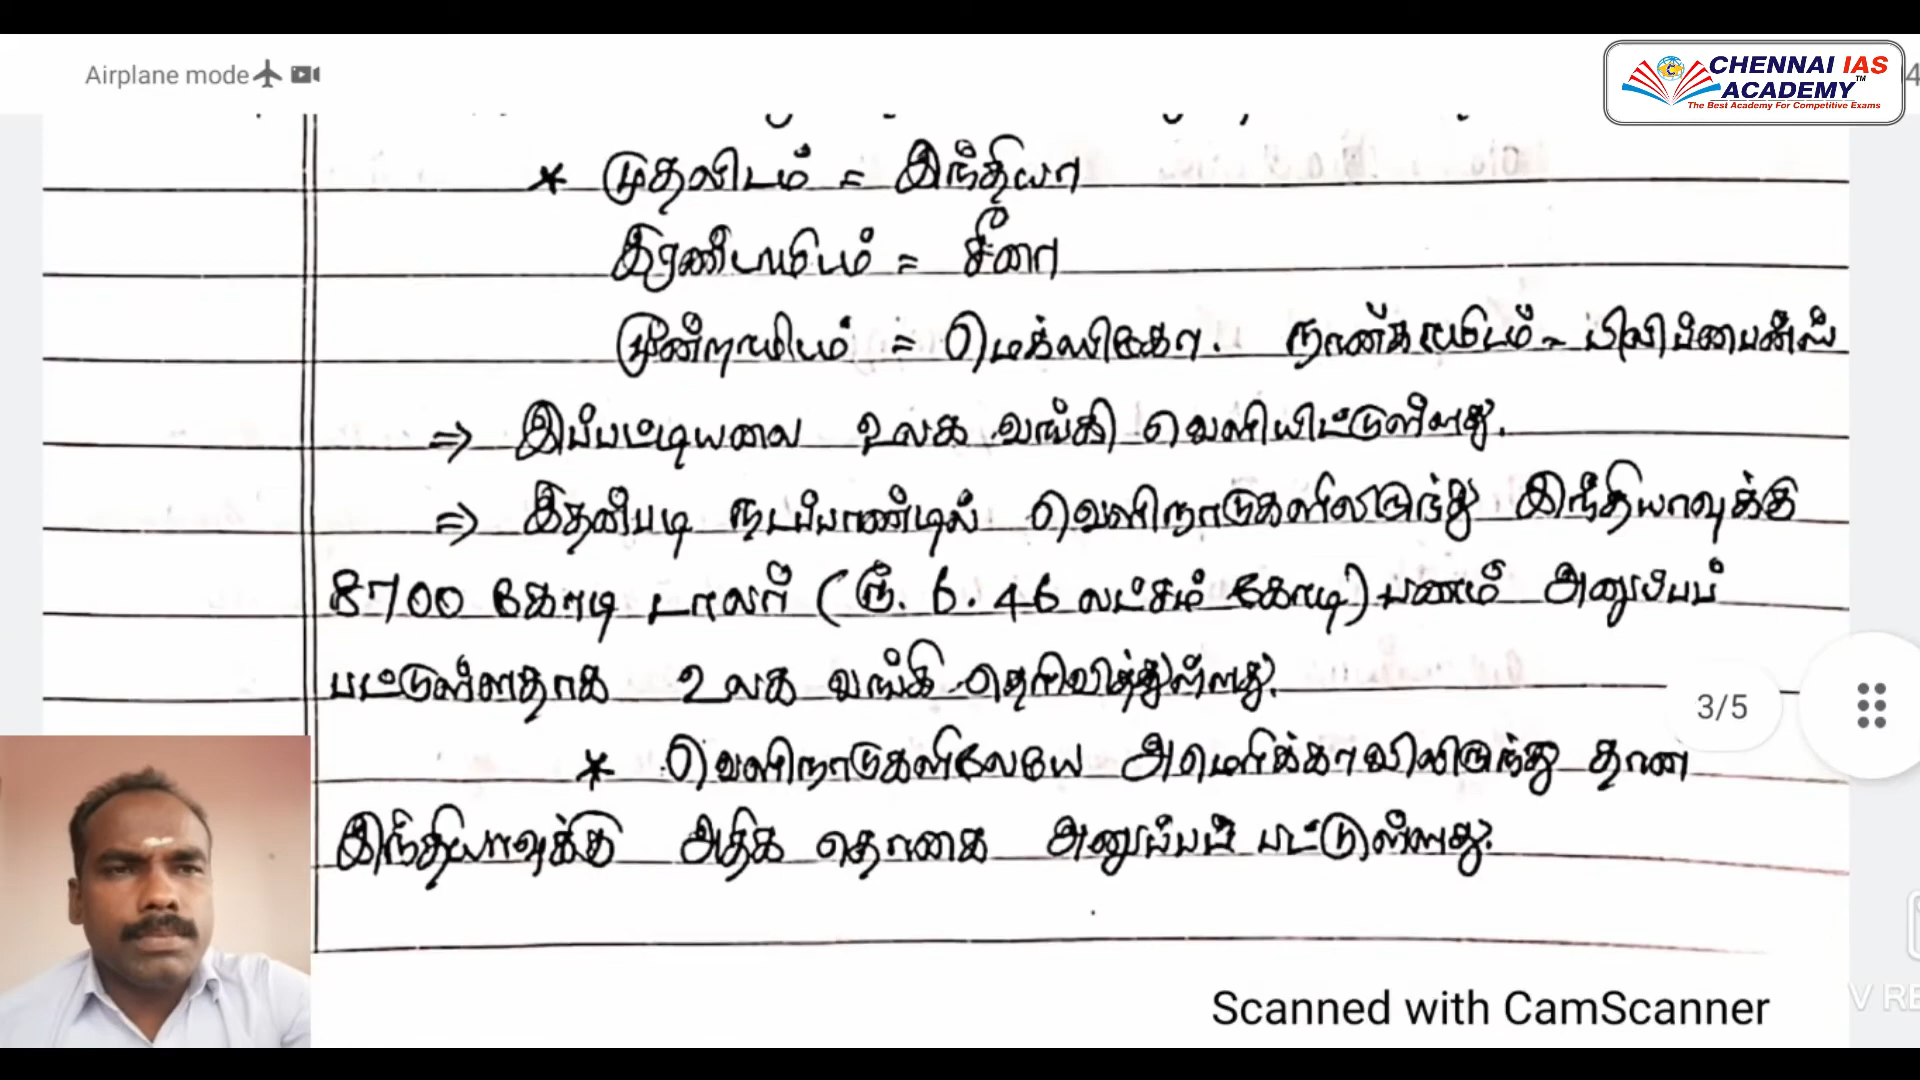 Airplane mode
CHENNAI IAS
ACADEMY™
The Best Academy For Competitive Exams
* முதலிடம் = இந்தியா
இரண்டாமிடம் = சீனா
மூன்றாமிடம் = மெக்ஸிகோ. நான்காமிடம் - பிலிப்பைன்ஸ்
⇒ இப்பட்டியலை உலக வங்கி வெளியிட்டுள்ளது.
⇒ இதன்படி நடப்பாண்டில் வெளிநாடுகளிலிருந்து இந்தியாவுக்கு
8700 கோடி டாலர் (ரூ. 6.46 லட்சம் கோடி) பணம் அனுப்பப்
பட்டுள்ளதாக உலக வங்கி தெரிவித்துள்ளது.
3/5
* வெளிநாடுகளிலேயே அமெரிக்காவிலிருந்து தான
இந்தியாவுக்கு அதிக தொகை அனுப்பப் பட்டுள்ளது.
Scanned with CamScanner